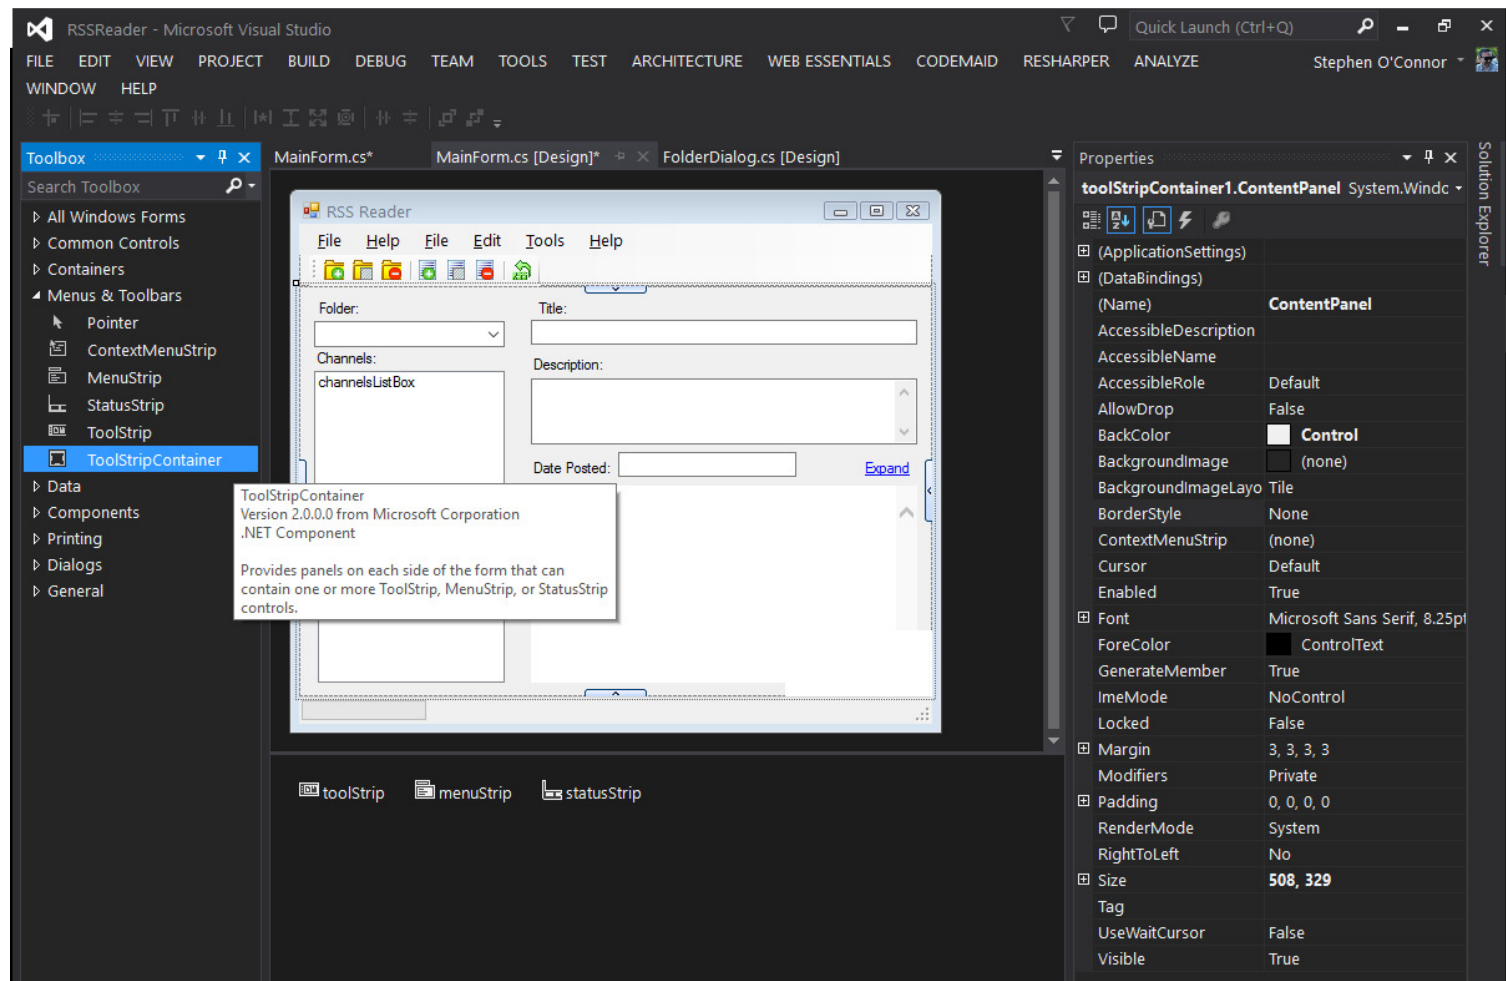 RSSReader - Microsoft Visual Studio
Quick Launch (Ctrl+Q)
FILE EDIT VIEW PROJECT BUILD DEBUG TEAM TOOLS TEST ARCHITECTURE WEB ESSENTIALS CODEMAID RESHARPER ANALYZE Stephen O'Connor
WINDOW HELP
Toolbox
Search Toolbox
All Windows Forms
Common Controls
Containers
Menus & Toolbars
Pointer
ContextMenuStrip
MenuStrip
StatusStrip
ToolStrip
ToolStripContainer
Data
Components
Printing
Dialogs
General
ToolStripContainer
Version 2.0.0.0 from Microsoft Corporation
.NET Component
Provides panels on each side of the form that can
contain one or more ToolStrip, MenuStrip, or StatusStrip
controls.
MainForm.cs* MainForm.cs [Design]* FolderDialog.cs [Design]
RSS Reader
File Help File Edit Tools Help
Folder:
Title:
Channels:
channelsListBox
Description:
Date Posted:
Expand
toolStrip menuStrip statusStrip
Properties
toolStripContainer1.ContentPanel System.Windc
(ApplicationSettings)
(DataBindings)
(Name) ContentPanel
AccessibleDescription
AccessibleName
AccessibleRole Default
AllowDrop False
BackColor Control
BackgroundImage (none)
BackgroundImageLayo Tile
BorderStyle None
ContextMenuStrip (none)
Cursor Default
Enabled True
Font Microsoft Sans Serif, 8.25pt
ForeColor ControlText
GenerateMember True
ImeMode NoControl
Locked False
Margin 3, 3, 3, 3
Modifiers Private
Padding 0, 0, 0, 0
RenderMode System
RightToLeft No
Size 508, 329
Tag
UseWaitCursor False
Visible True
Solution Explorer